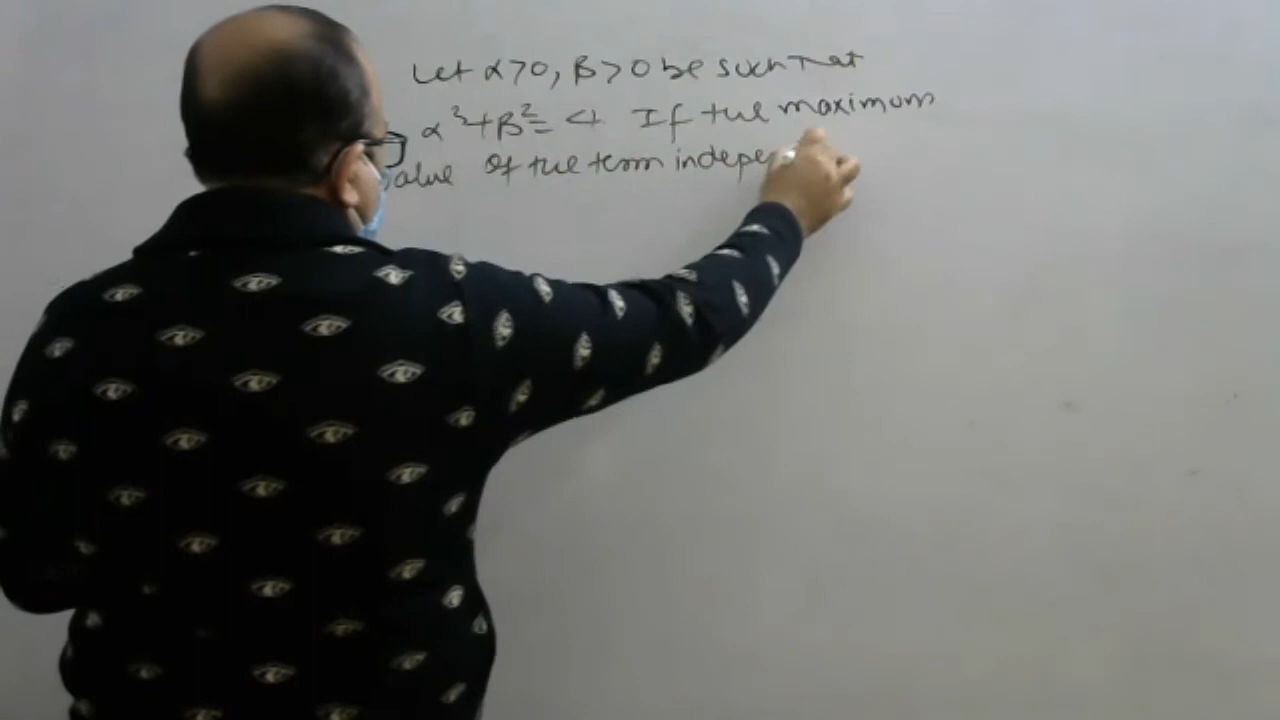 Let α>0, β>0 be such that
α³+β²=4 If the maximum
value of the term indepe